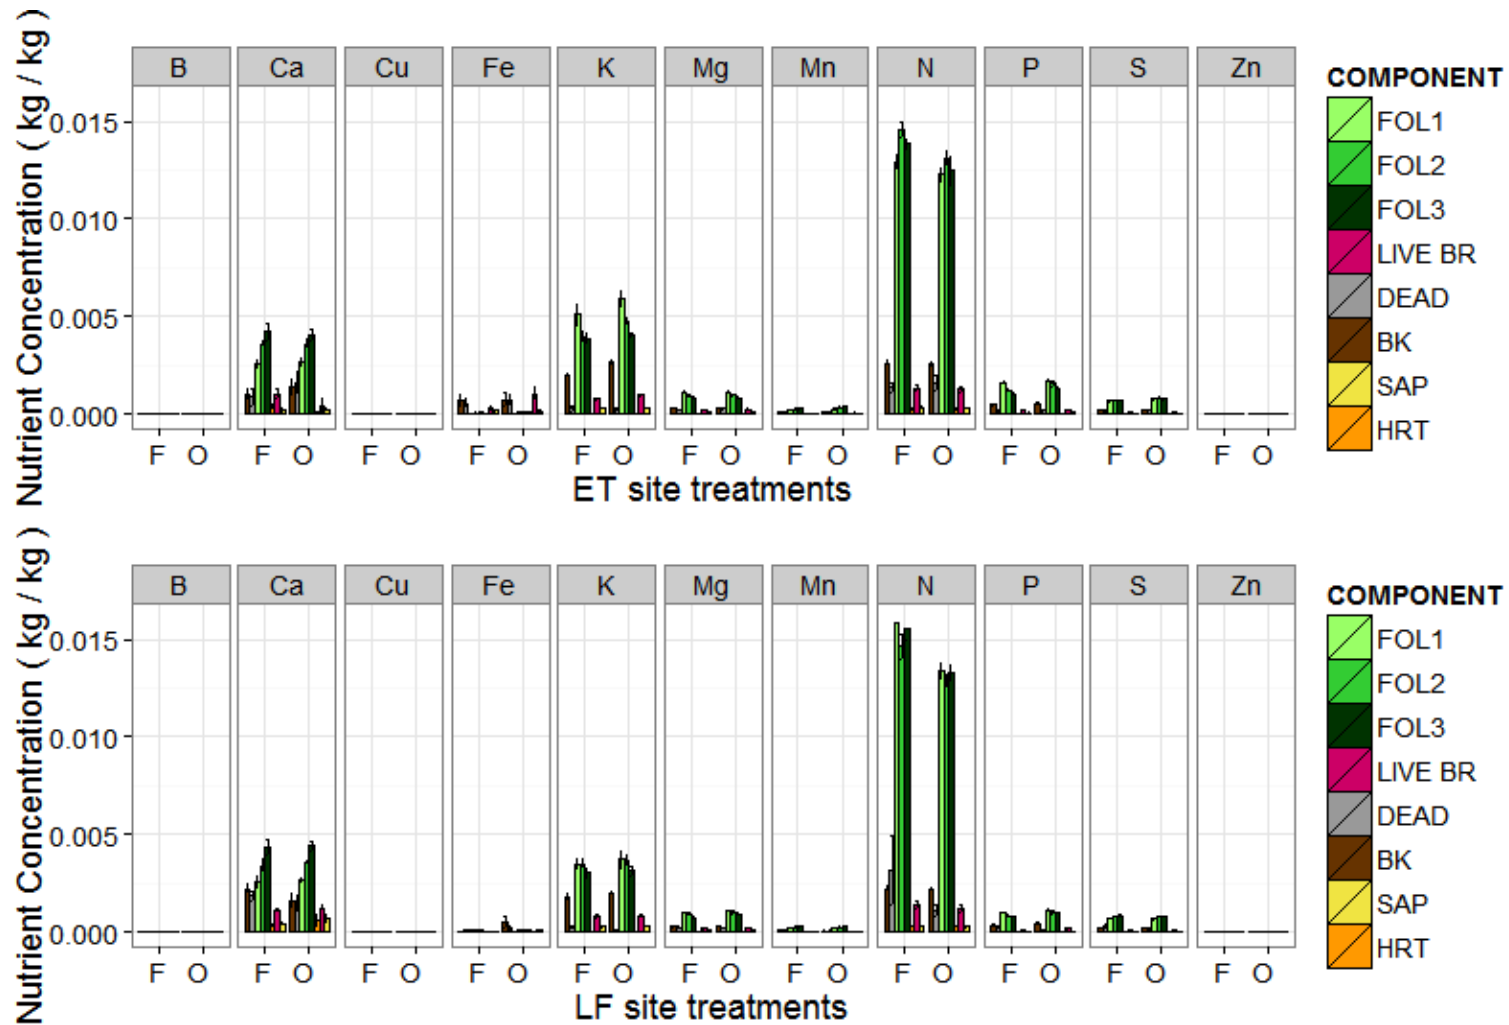 Nutrient Concentration ( kg / kg )
B Ca Cu Fe K Mg Mn N P S Zn
0.015
0.010
0.005
0.000
F O F O F O F O F O F O F O F O F O F O F O
ET site treatments
COMPONENT
FOL1
FOL2
FOL3
LIVE BR
DEAD
BK
SAP
HRT
Nutrient Concentration ( kg / kg )
B Ca Cu Fe K Mg Mn N P S Zn
0.015
0.010
0.005
0.000
F O F O F O F O F O F O F O F O F O F O F O
LF site treatments
COMPONENT
FOL1
FOL2
FOL3
LIVE BR
DEAD
BK
SAP
HRT